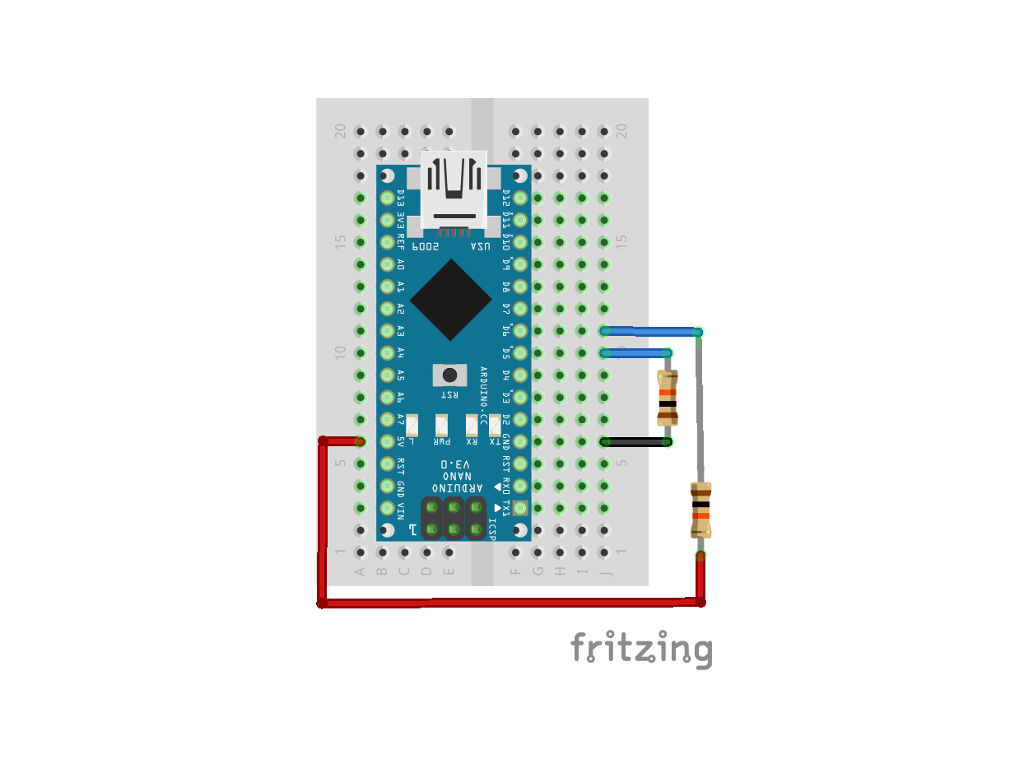 20
20
D13
D12
3V3
D11
REF
D10
15
15
2009
USA
A0
D9
A1
D8
A2
D7
A3
D6
10
A4
D5
A5
D4
RST
ARDUINO.CC
A6
D3
A7
D2
L
PWR
RX
TX
5V
GND
5
5
RST
RST
ARDUINO
NANO
V3.0
GND
RX0
VIN
TX1
1
ICSP
1
1
A B C D E F G H I J
fritzing